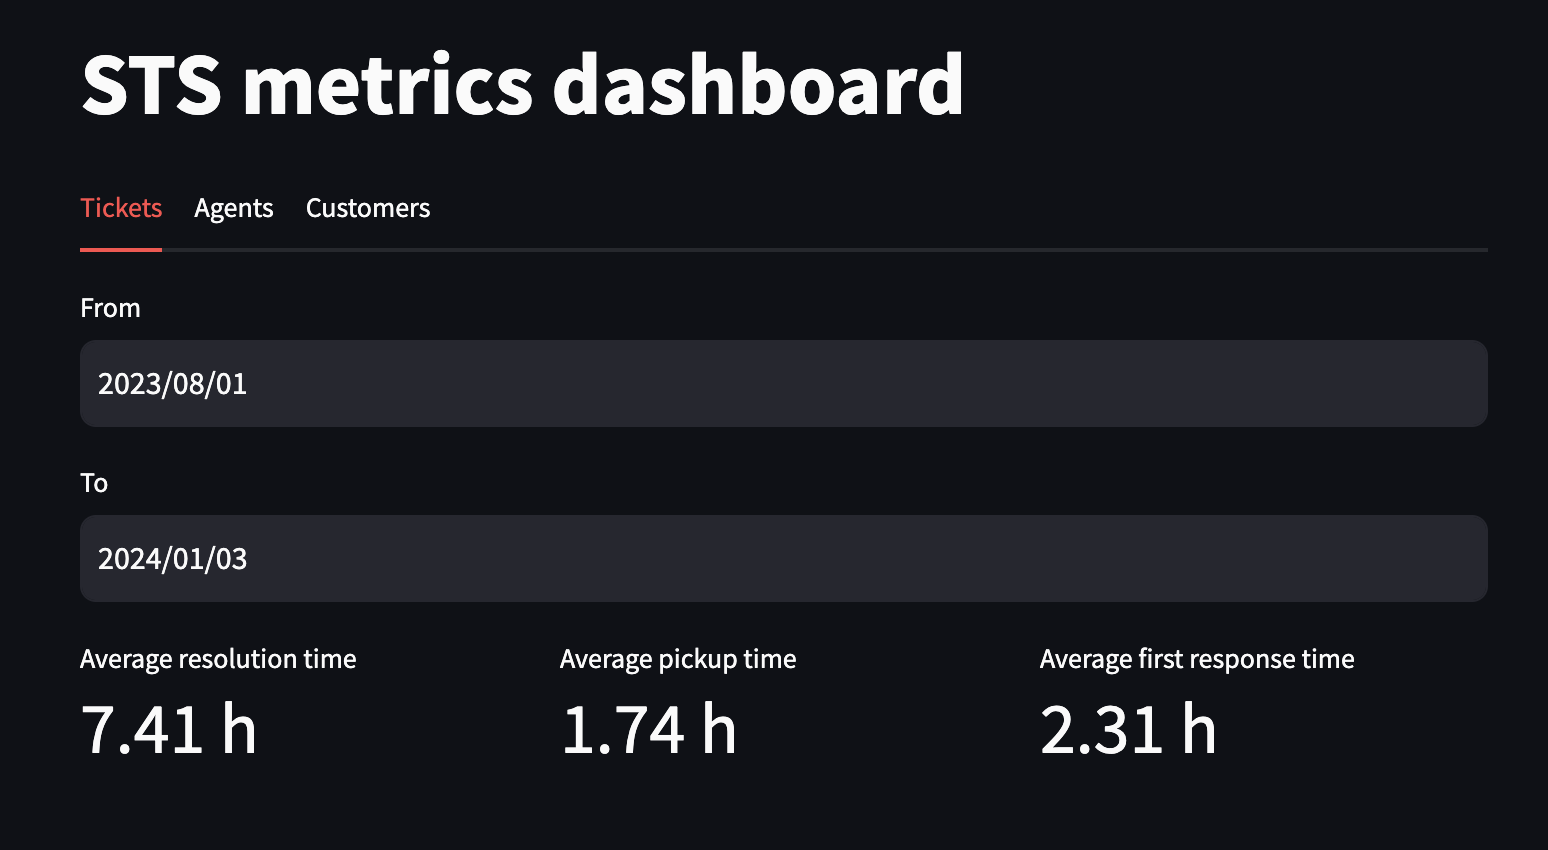 STS metrics dashboard
Tickets Agents Customers
From
2023/08/01
To
2024/01/03
Average resolution time Average pickup time Average first response time
7.41 h 1.74 h 2.31 h